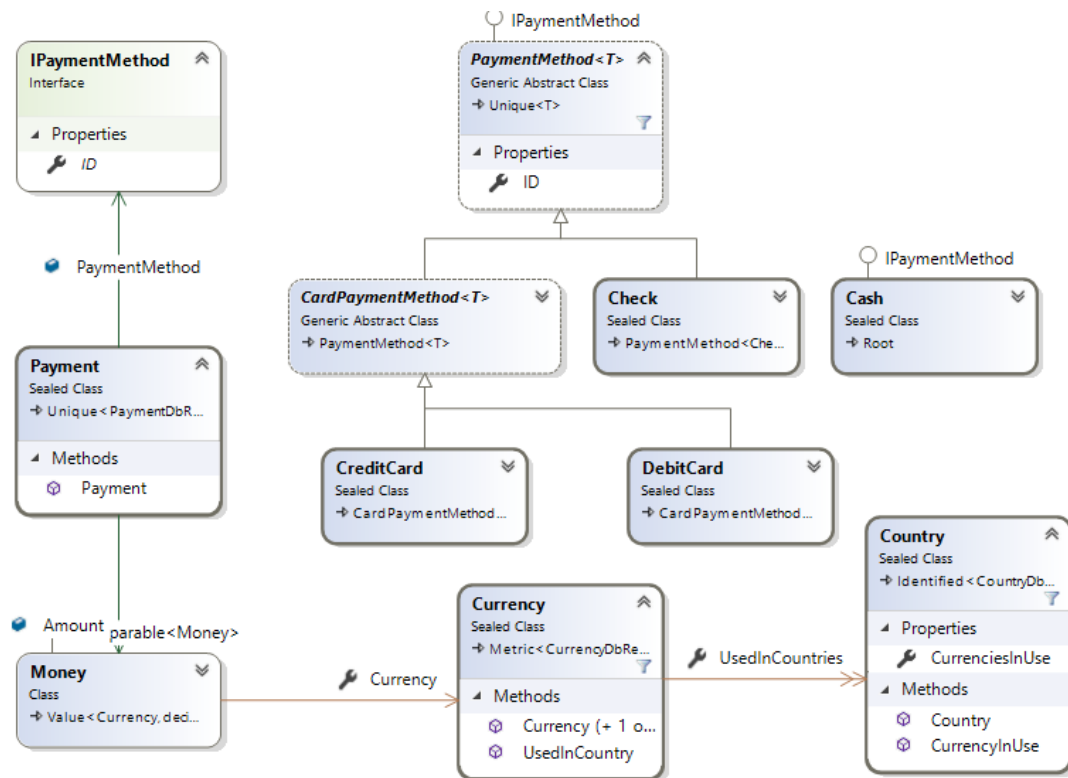 IPaymentMethod
IPaymentMethod
Interface
Properties
ID
PaymentMethod<T>
Generic Abstract Class
Unique<T>
Properties
ID
PaymentMethod
IPaymentMethod
CardPaymentMethod<T>
Generic Abstract Class
PaymentMethod<T>
Check
Sealed Class
PaymentMethod<Che...
Cash
Sealed Class
Root
Payment
Sealed Class
Unique<PaymentDbR...
Methods
Payment
CreditCard
Sealed Class
CardPaymentMethod...
DebitCard
Sealed Class
CardPaymentMethod...
Country
Sealed Class
Identified<CountryDb...
Properties
CurrenciesInUse
Methods
Country
CurrencyInUse
Amount
parable<Money>
Money
Class
Value<Currency, deci...
Currency
Currency
Sealed Class
Metric<CurrencyDbRe...
Methods
Currency (+ 1 o...
UsedInCountry
UsedInCountries